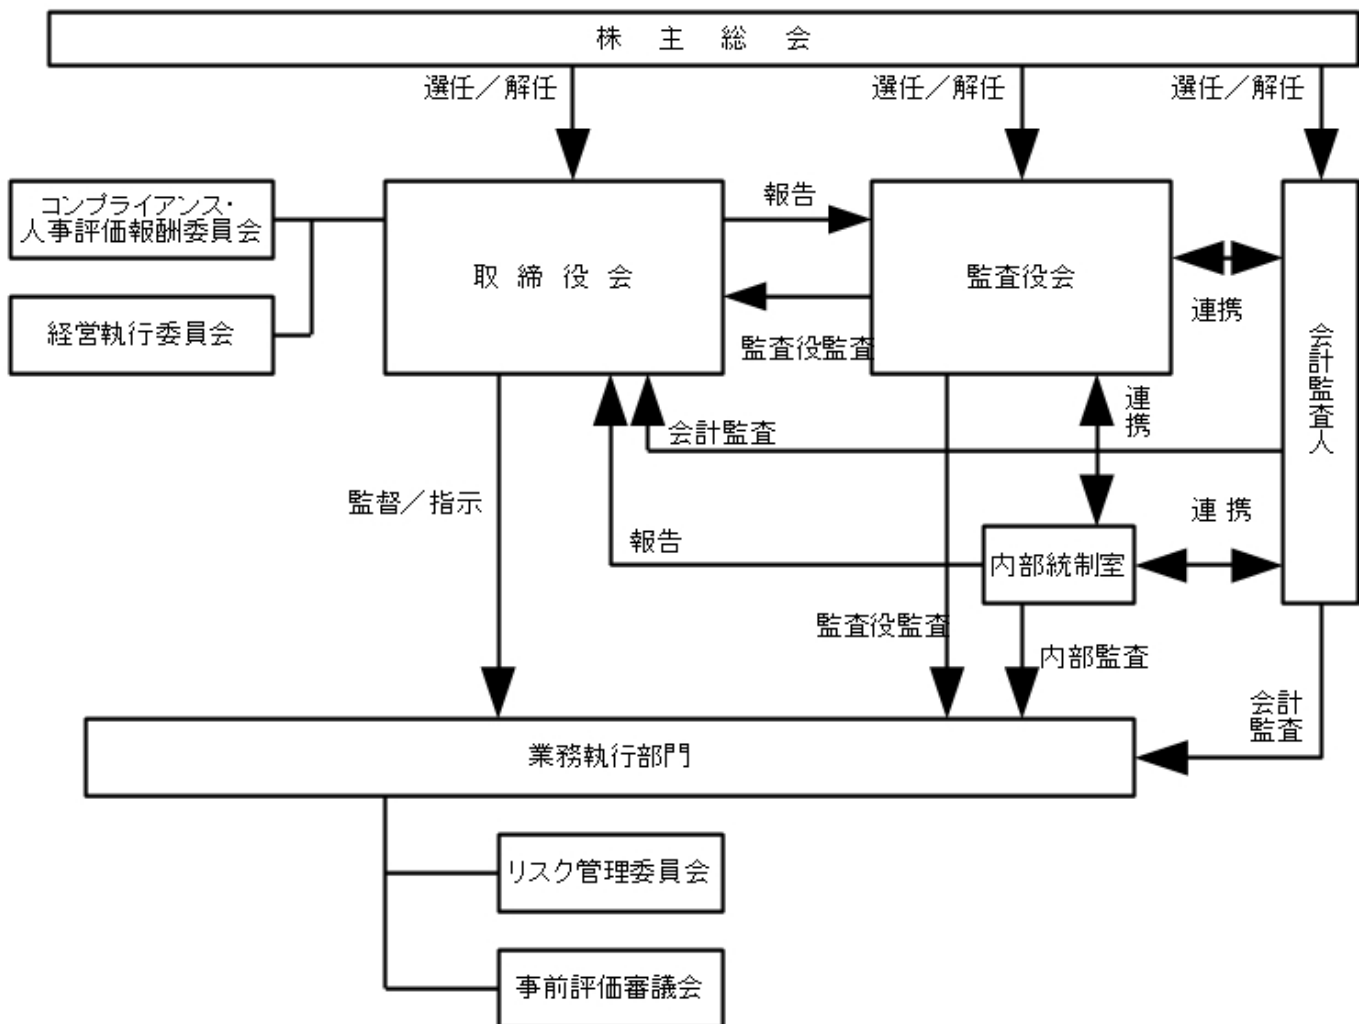 株主総会
選任／解任
選任／解任
選任／解任
コンプライアンス・
人事評価報酬委員会
経営執行委員会
取締役会
報告
監査役監査
監査役会
連携
会計監査人
連携
会計監査
監督／指示
報告
内部統制室
連携
監査役監査
内部監査
会計
監査
業務執行部門
リスク管理委員会
事前評価審議会